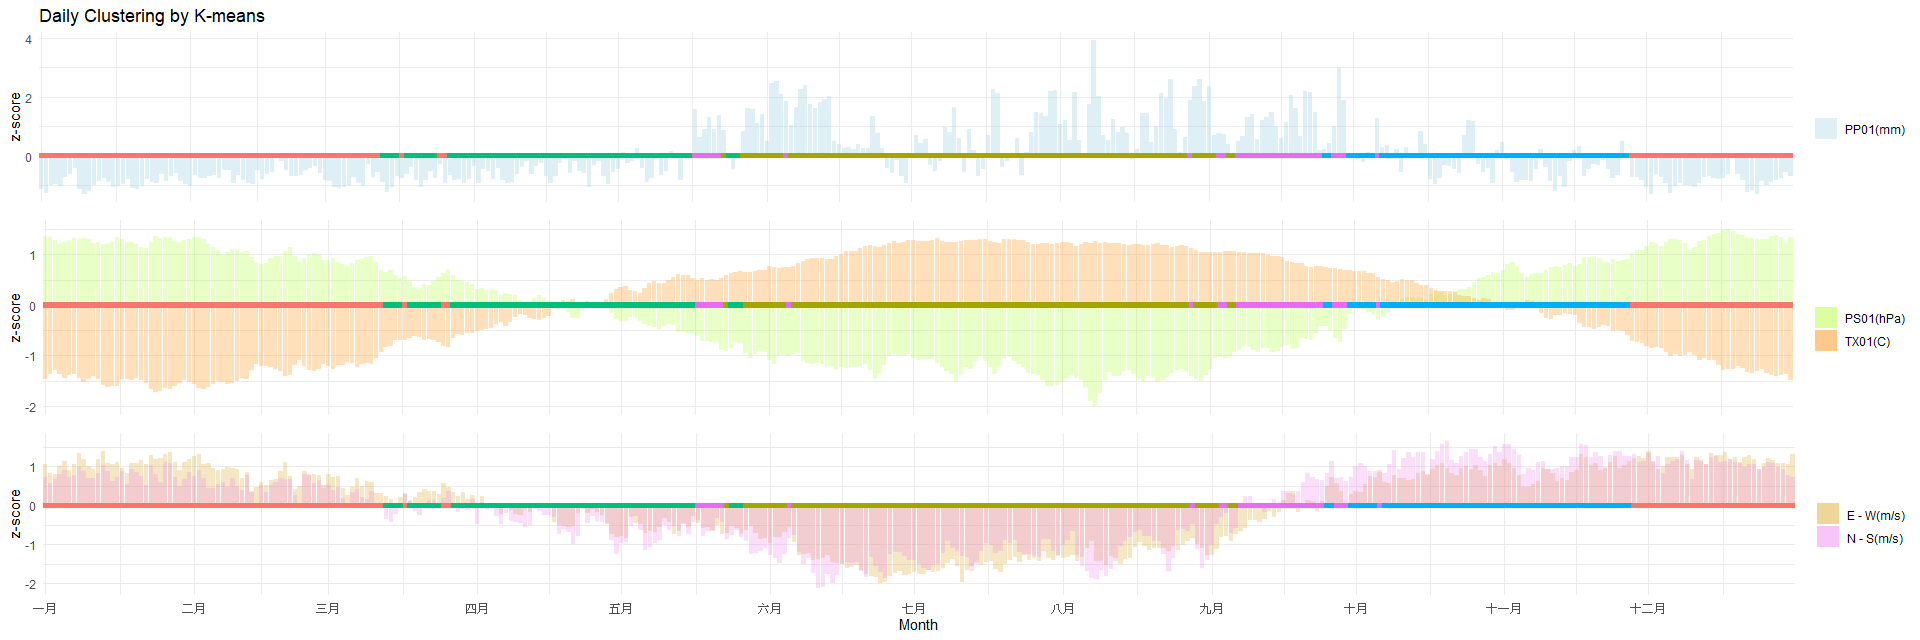 Daily Clustering by K-means
4
2
0
z-score
PP01(mm)
1
0
-1
-2
z-score
PS01(hPa)
TX01(C)
1
0
-1
-2
z-score
E - W(m/s)
N - S(m/s)
一月 二月 三月 四月 五月 六月 七月 八月 九月 十月 十一月 十二月
Month